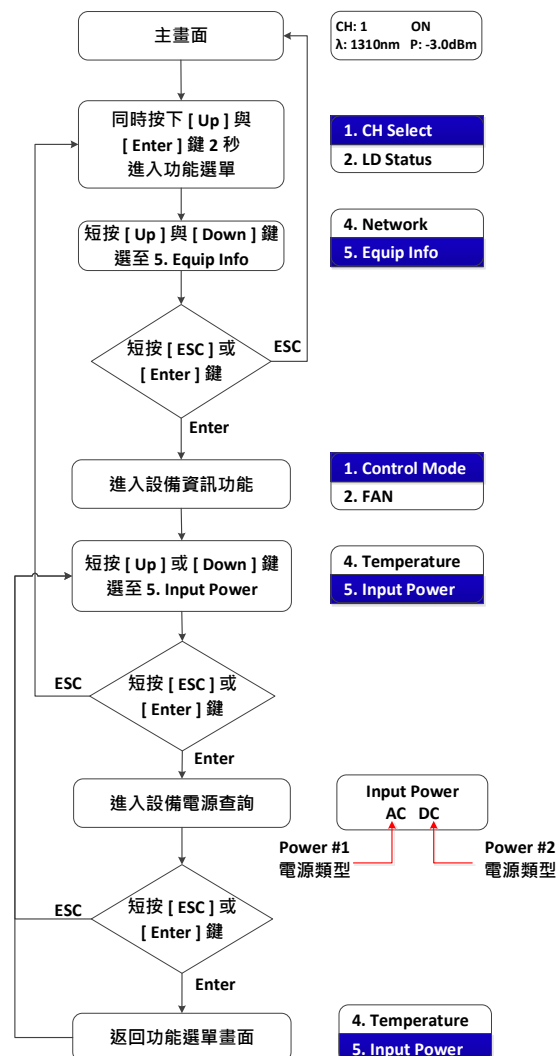 主畫面
CH: 1 ON
λ: 1310nm P: -3.0dBm
同時按下 [ Up ] 與
[ Enter ] 鍵 2 秒
進入功能選單
1. CH Select
2. LD Status
短按 [ Up ] 與 [ Down ] 鍵
選至 5. Equip Info
4. Network
5. Equip Info
短按 [ ESC ] 或
[ Enter ] 鍵
ESC
Enter
進入設備資訊功能
1. Control Mode
2. FAN
短按 [ Up ] 或 [ Down ] 鍵
選至 5. Input Power
4. Temperature
5. Input Power
ESC
短按 [ ESC ] 或
[ Enter ] 鍵
Enter
進入設備電源查詢
Input Power
AC DC
Power #1
電源類型
Power #2
電源類型
ESC
短按 [ ESC ] 或
[ Enter ] 鍵
Enter
返回功能選單畫面
4. Temperature
5. Input Power